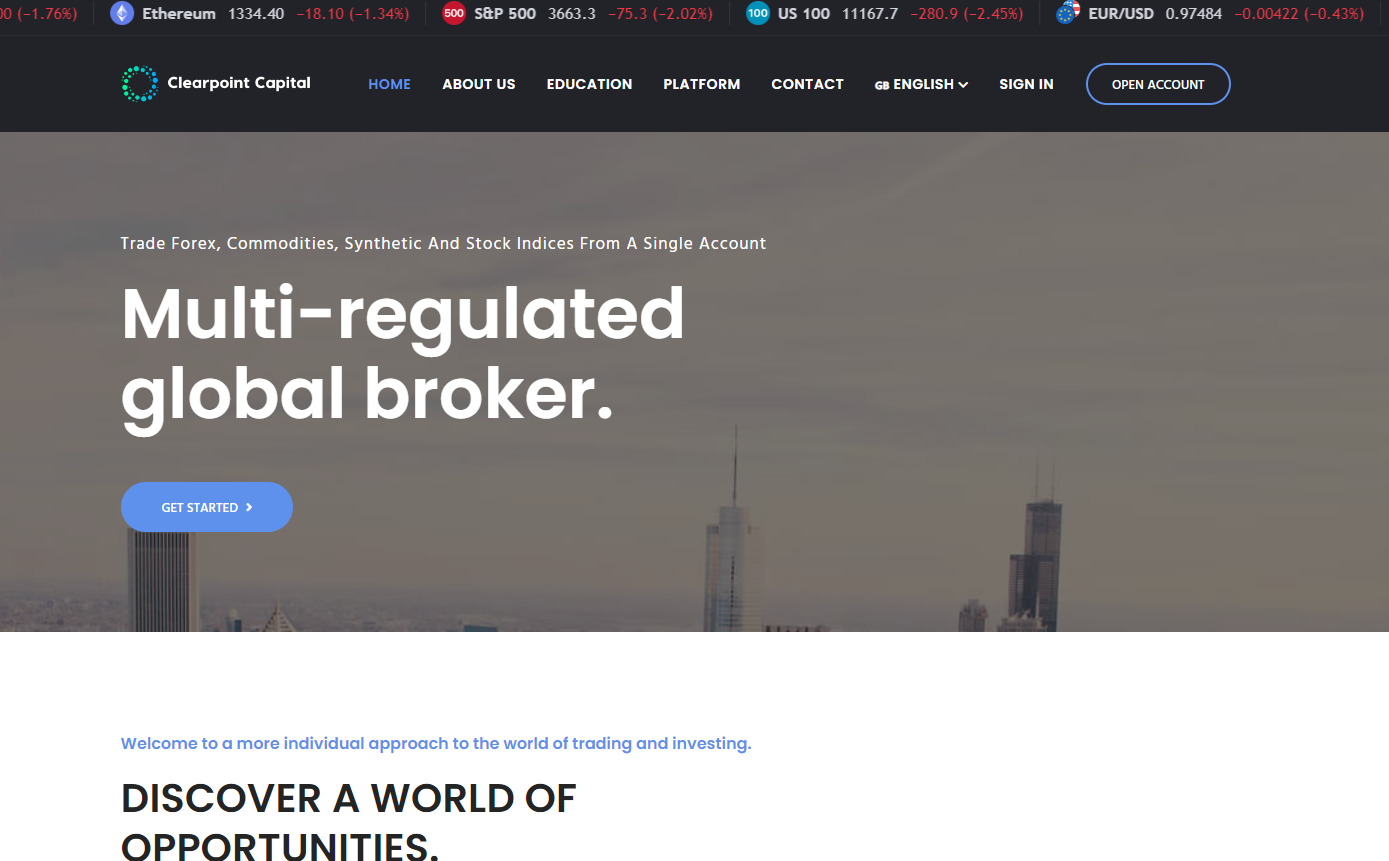 00 (−1.76%) Ethereum 1334.40 −18.10 (−1.34%) 500 S&P 500 3663.3 −75.3 (−2.02%) 100 US 100 11167.7 −280.9 (−2.45%) EUR/USD 0.97484 −0.00422 (−0.43%)
Clearpoint Capital HOME ABOUT US EDUCATION PLATFORM CONTACT GB ENGLISH SIGN IN OPEN ACCOUNT
Trade Forex, Commodities, Synthetic And Stock Indices From A Single Account
Multi-regulated
global broker.
GET STARTED
Welcome to a more individual approach to the world of trading and investing.
DISCOVER A WORLD OF
OPPORTUNITIES.